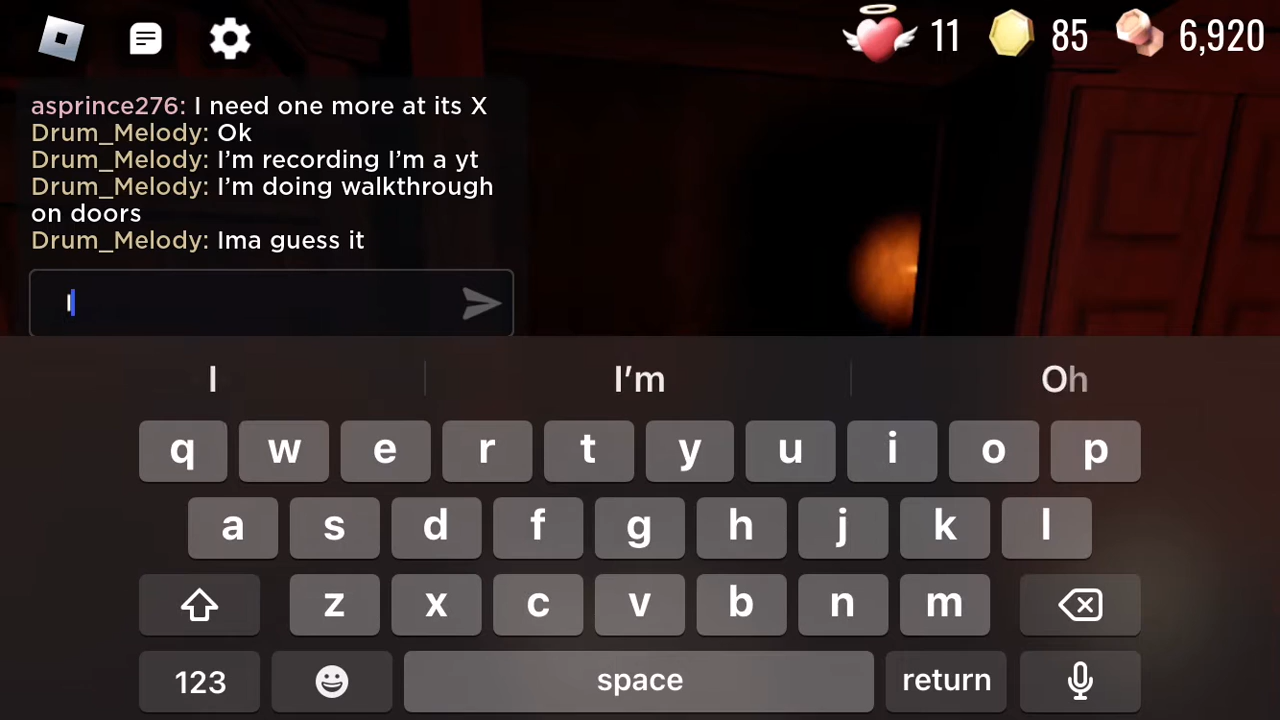 11 85 6,920
asprince276: I need one more at its X
Drum_Melody: Ok
Drum_Melody: I’m recording I’m a yt
Drum_Melody: I’m doing walkthrough
on doors
Drum_Melody: Ima guess it
I
I I’m Oh
q w e r t y u i o p
a s d f g h j k l
z x c v b n m
123 space return